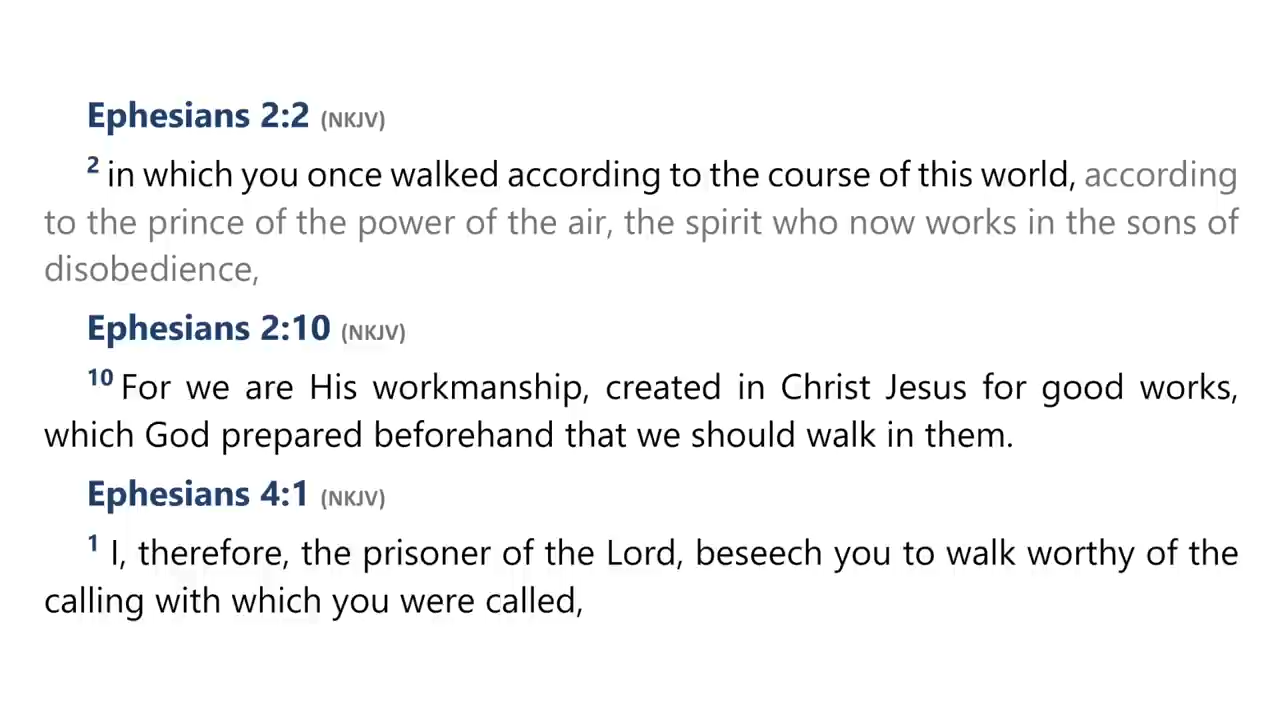 Ephesians 2:2 (NKJV)
2 in which you once walked according to the course of this world, according
to the prince of the power of the air, the spirit who now works in the sons of
disobedience,
Ephesians 2:10 (NKJV)
10 For we are His workmanship, created in Christ Jesus for good works,
which God prepared beforehand that we should walk in them.
Ephesians 4:1 (NKJV)
1 I, therefore, the prisoner of the Lord, beseech you to walk worthy of the
calling with which you were called,